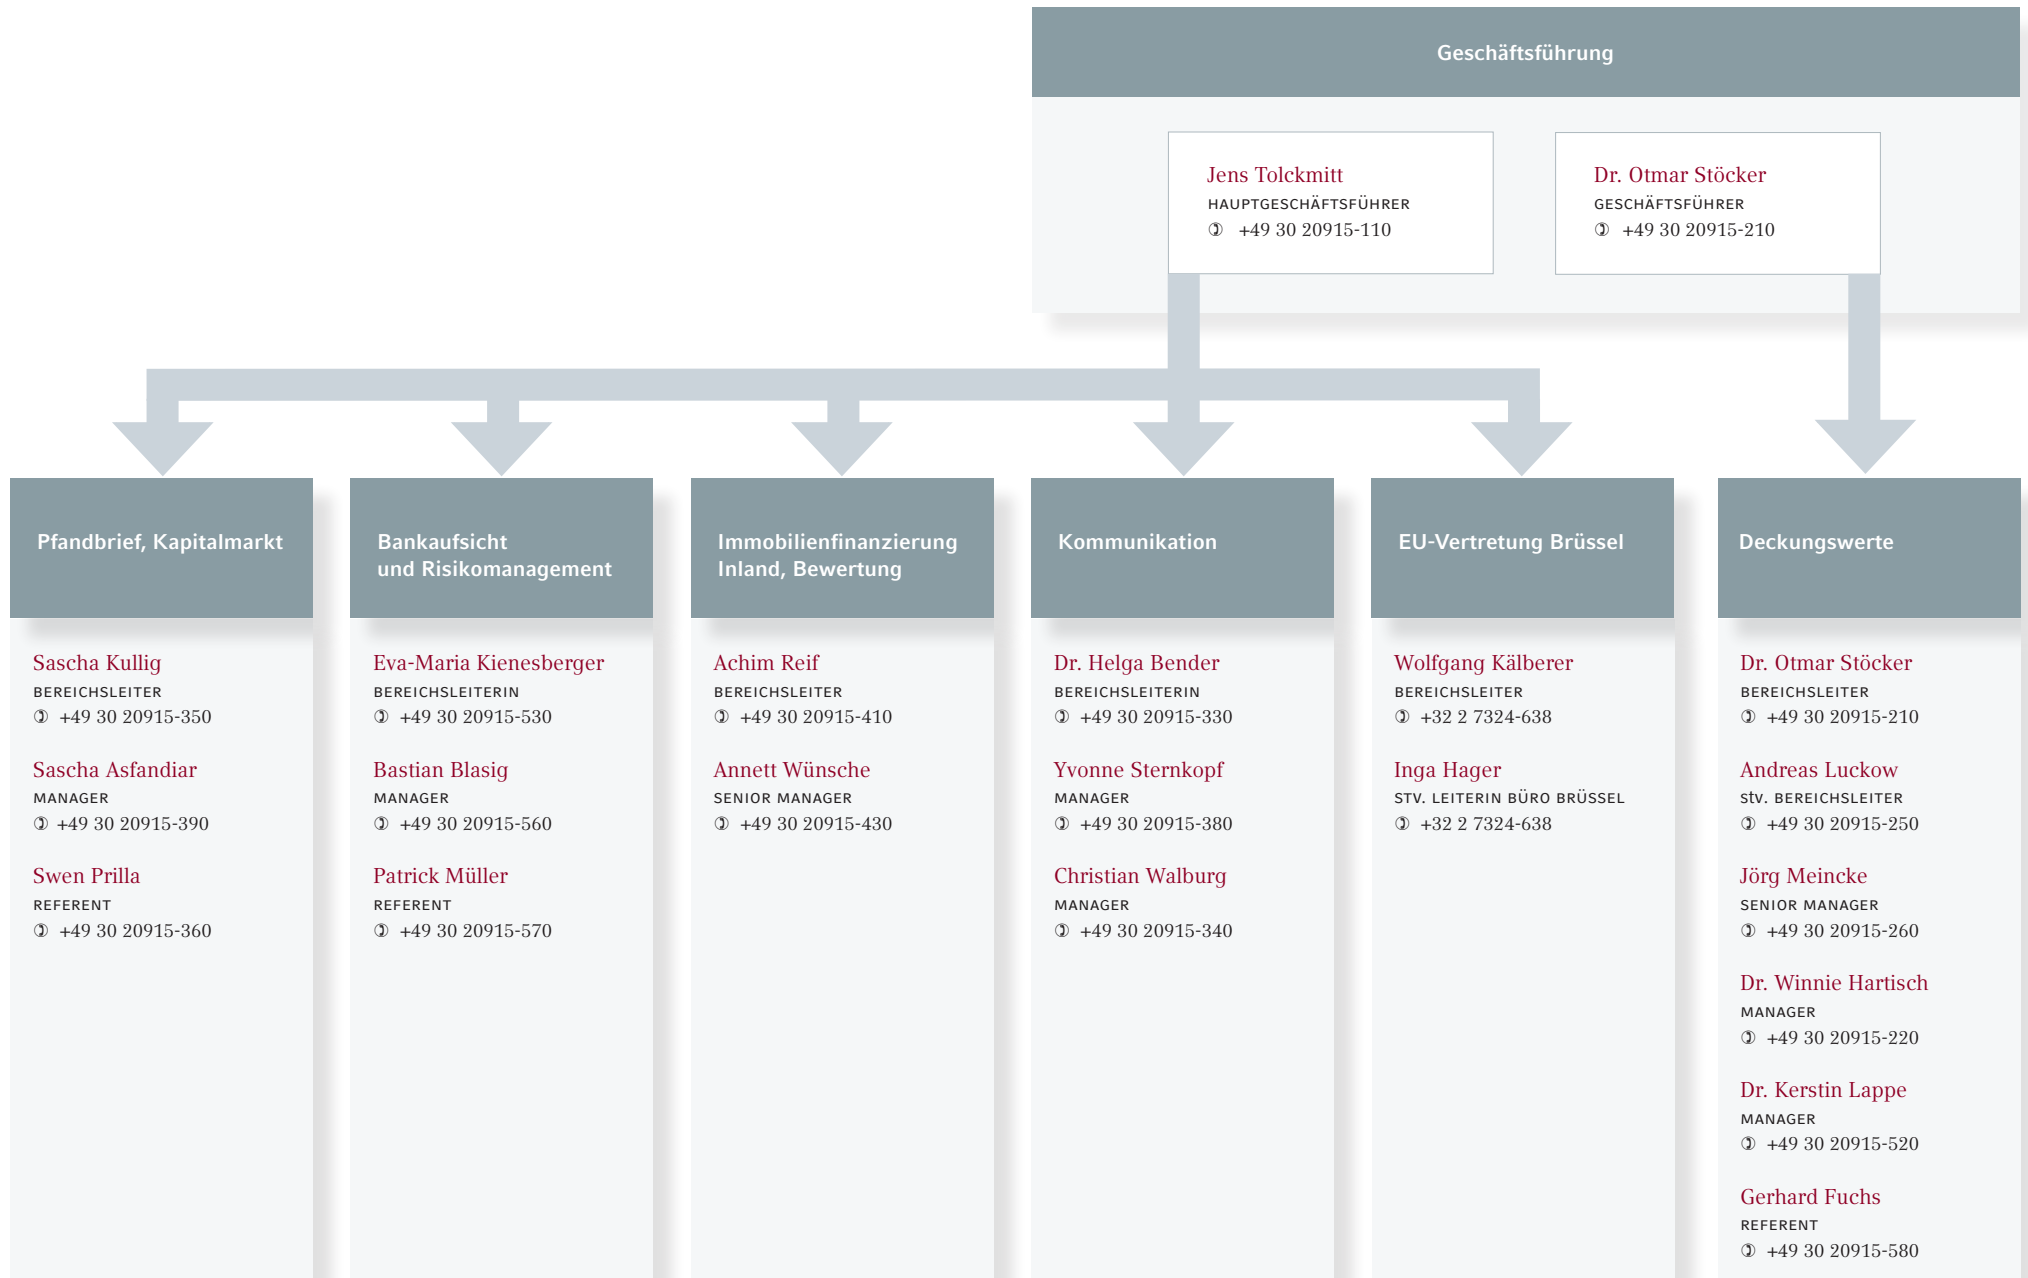 Geschäftsführung
Jens Tolckmitt
HAUPTGESCHÄFTSFÜHRER
✆ +49 30 20915-110
Dr. Otmar Stöcker
GESCHÄFTSFÜHRER
✆ +49 30 20915-210
Pfandbrief, Kapitalmarkt
Sascha Kullig
BEREICHSLEITER
✆ +49 30 20915-350
Sascha Asfandiar
MANAGER
✆ +49 30 20915-390
Swen Prilla
REFERENT
✆ +49 30 20915-360
Bankaufsicht
und Risikomanagement
Eva-Maria Kienesberger
BEREICHSLEITERIN
✆ +49 30 20915-530
Bastian Blasig
MANAGER
✆ +49 30 20915-560
Patrick Müller
REFERENT
✆ +49 30 20915-570
Immobilienfinanzierung
Inland, Bewertung
Achim Reif
BEREICHSLEITER
✆ +49 30 20915-410
Annett Wünsche
SENIOR MANAGER
✆ +49 30 20915-430
Kommunikation
Dr. Helga Bender
BEREICHSLEITERIN
✆ +49 30 20915-330
Yvonne Sternkopf
MANAGER
✆ +49 30 20915-380
Christian Walburg
MANAGER
✆ +49 30 20915-340
EU-Vertretung Brüssel
Wolfgang Kälberer
BEREICHSLEITER
✆ +32 2 7324-638
Inga Hager
STV. LEITERIN BÜRO BRÜSSEL
✆ +32 2 7324-638
Deckungswerte
Dr. Otmar Stöcker
BEREICHSLEITER
✆ +49 30 20915-210
Andreas Luckow
stv. BEREICHSLEITER
✆ +49 30 20915-250
Jörg Meincke
SENIOR MANAGER
✆ +49 30 20915-260
Dr. Winnie Hartisch
MANAGER
✆ +49 30 20915-220
Dr. Kerstin Lappe
MANAGER
✆ +49 30 20915-520
Gerhard Fuchs
REFERENT
✆ +49 30 20915-580